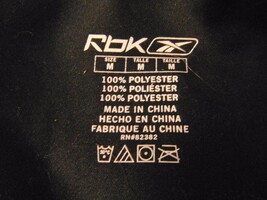 Rbk
SIZE TAILLE TALLA
M M M
100% POLYESTER
100% POLIÉSTER
100% POLYESTER
MADE IN CHINA
HECHO EN CHINA
FABRIQUE AU CHINE
RN#82382